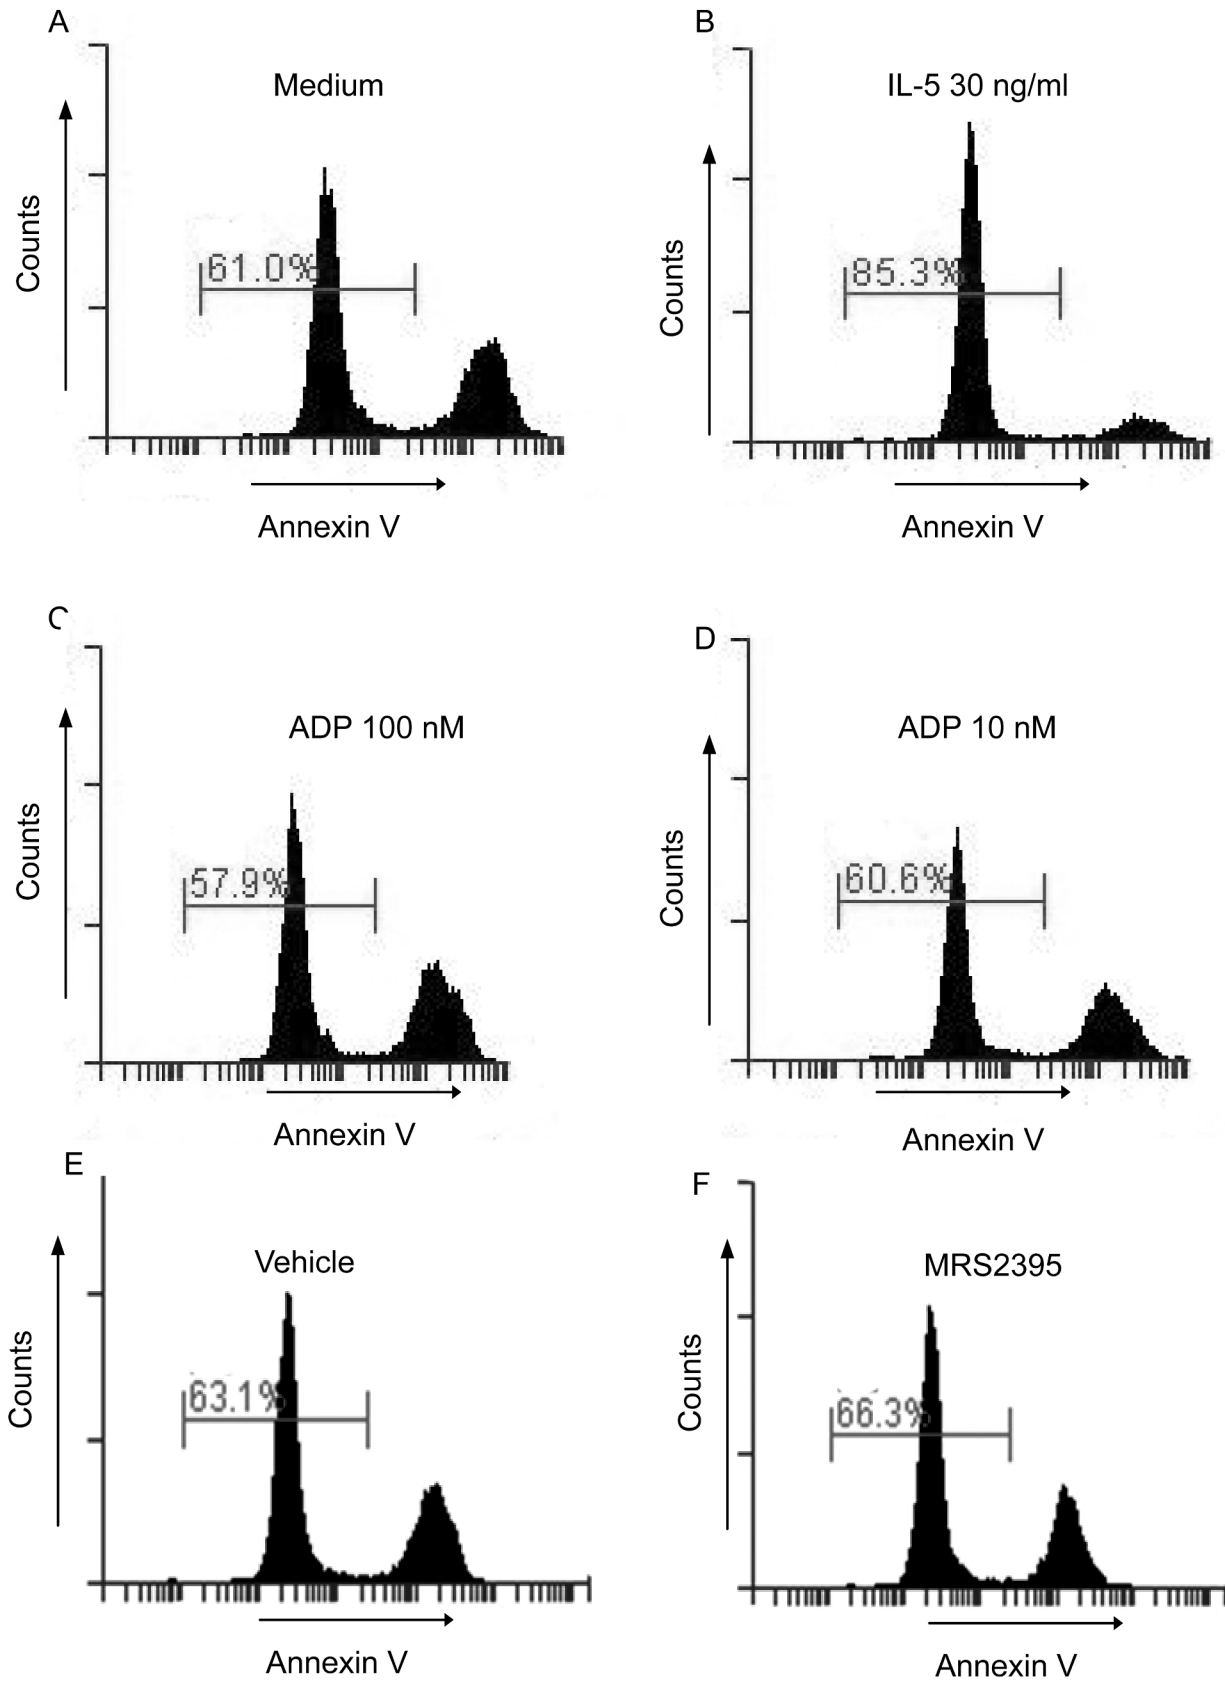 A
Medium
61.0%
Counts
Annexin V
B
IL-5 30 ng/ml
85.3%
Counts
Annexin V
C
ADP 100 nM
57.9%
Counts
Annexin V
D
ADP 10 nM
60.6%
Counts
Annexin V
E
Vehicle
63.1%
Counts
Annexin V
F
MRS2395
66.3%
Counts
Annexin V